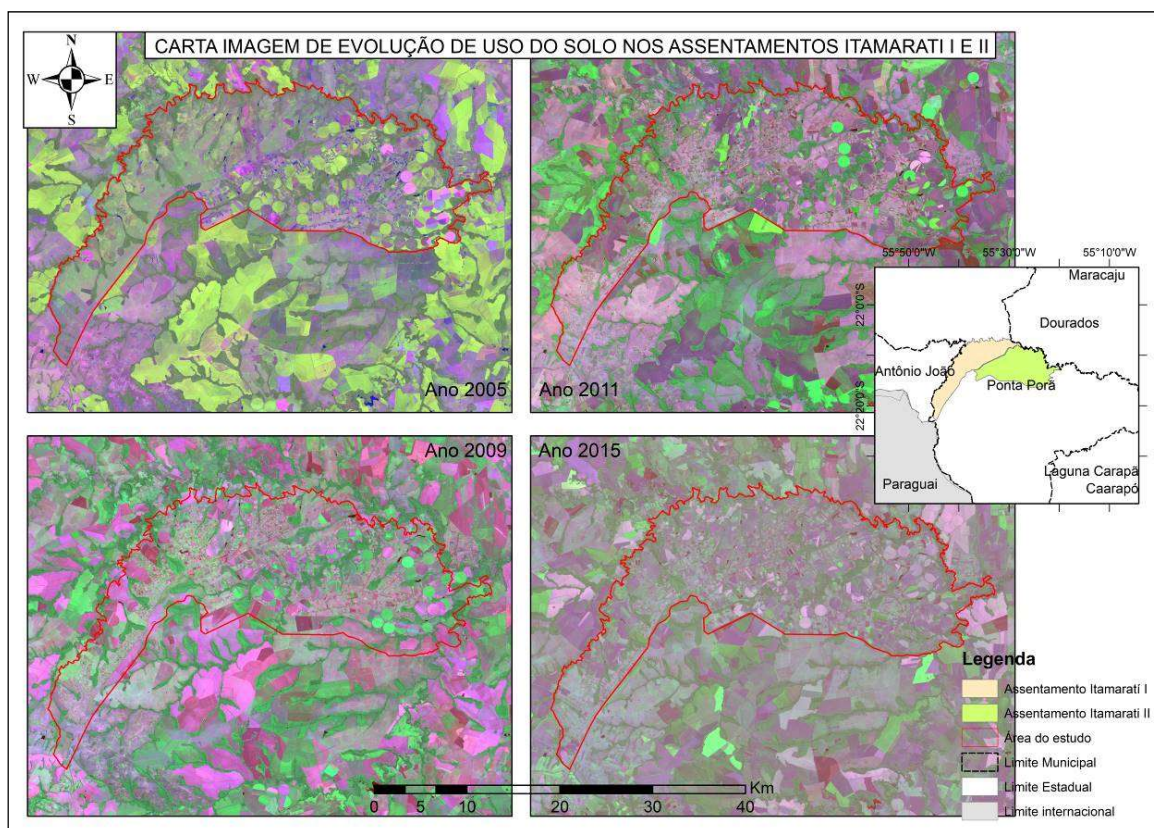 CARTA IMAGEM DE EVOLUÇÃO DE USO DO SOLO NOS ASSENTAMENTOS ITAMARATI I E II
N
W E
S
Ano 2005
Ano 2011
55°50'0"W 55°30'0"W 55°10'0"W
22°0'0"S
22°20'0"S
Maracaju
Dourados
Antônio João
Ponta Porã
Laguna Carapã
Caarapó
Paraguai
Ano 2009
Ano 2015
Legenda
Assentamento Itamaratí I
Assentamento Itamarati II
Área do estudo
Limite Municipal
Limite Estadual
Limite internacional
0 5 10 20 30 40
Km